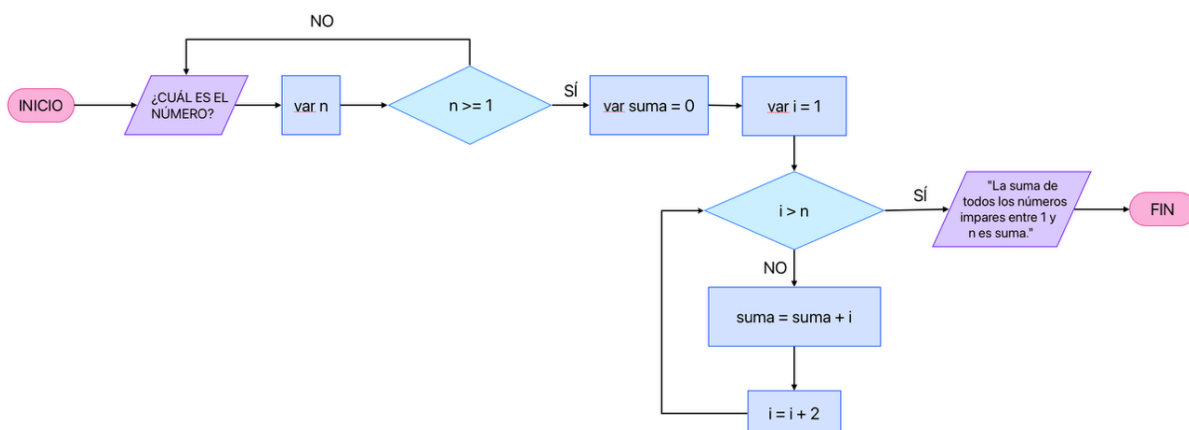 NO
INICIO
¿CUÁL ES EL
NÚMERO?
var n
n >= 1
SÍ
var suma = 0
var i = 1
i > n
SÍ
"La suma de
todos los números
impares entre 1 y
n es suma."
FIN
NO
suma = suma + i
i = i + 2